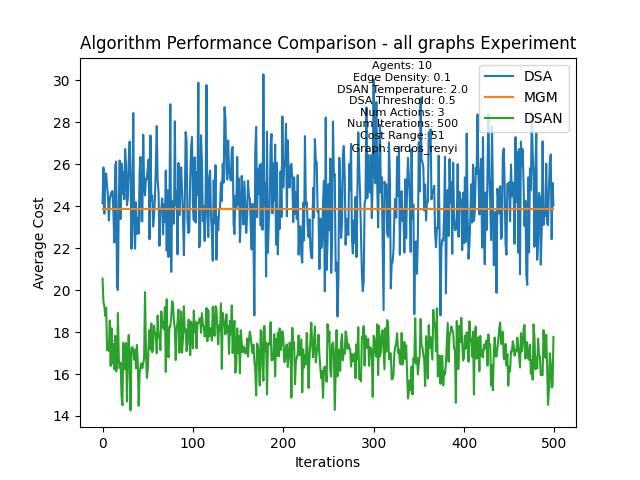 Algorithm Performance Comparison - all graphs Experiment
Agents: 10
Edge Density: 0.1
DSAN Temperature: 2.0
DSA Threshold: 0.5
Num Actions: 3
Num Iterations: 500
Cost Range: 51
Graph: erdos_renyi
DSA
MGM
DSAN
30
28
26
24
22
20
18
16
14
Average Cost
0
100
200
300
400
500
Iterations